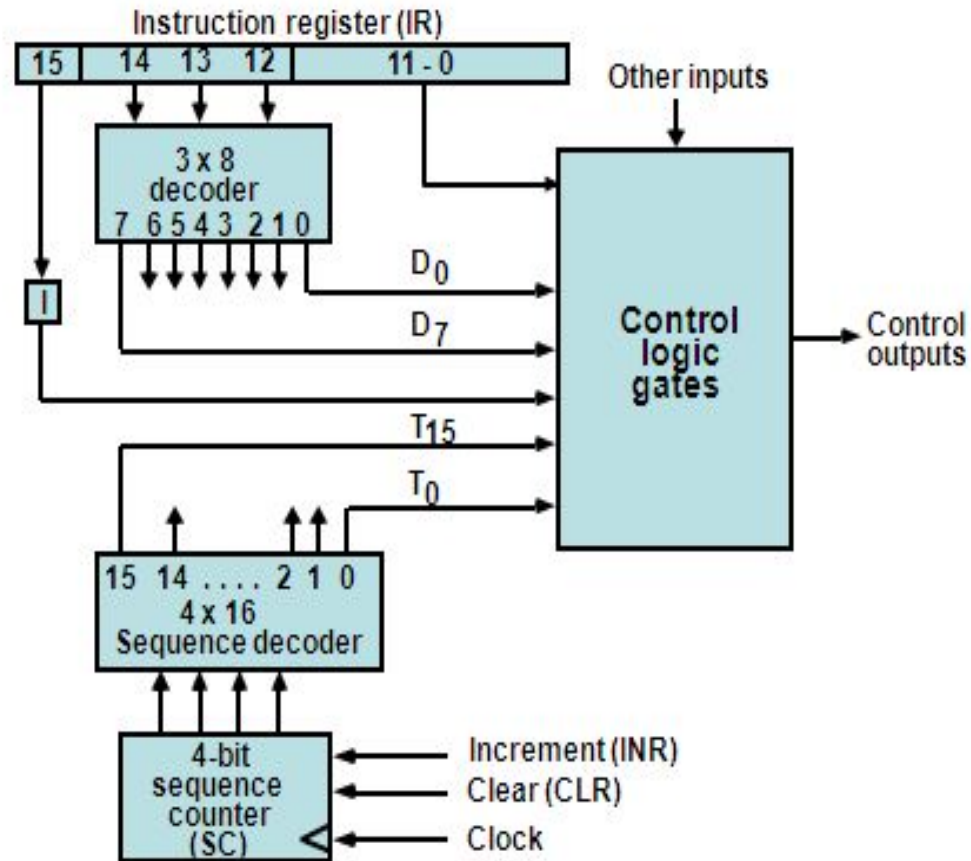 Instruction register (IR)
15 14 13 12 11 - 0
Other inputs
3 x 8
decoder
7 6 5 4 3 2 1 0
D0
I
D7
Control
logic
gates
Control
outputs
T15
T0
15 14 . . . . 2 1 0
4 x 16
Sequence decoder
4-bit
sequence
counter
(SC)
Increment (INR)
Clear (CLR)
Clock